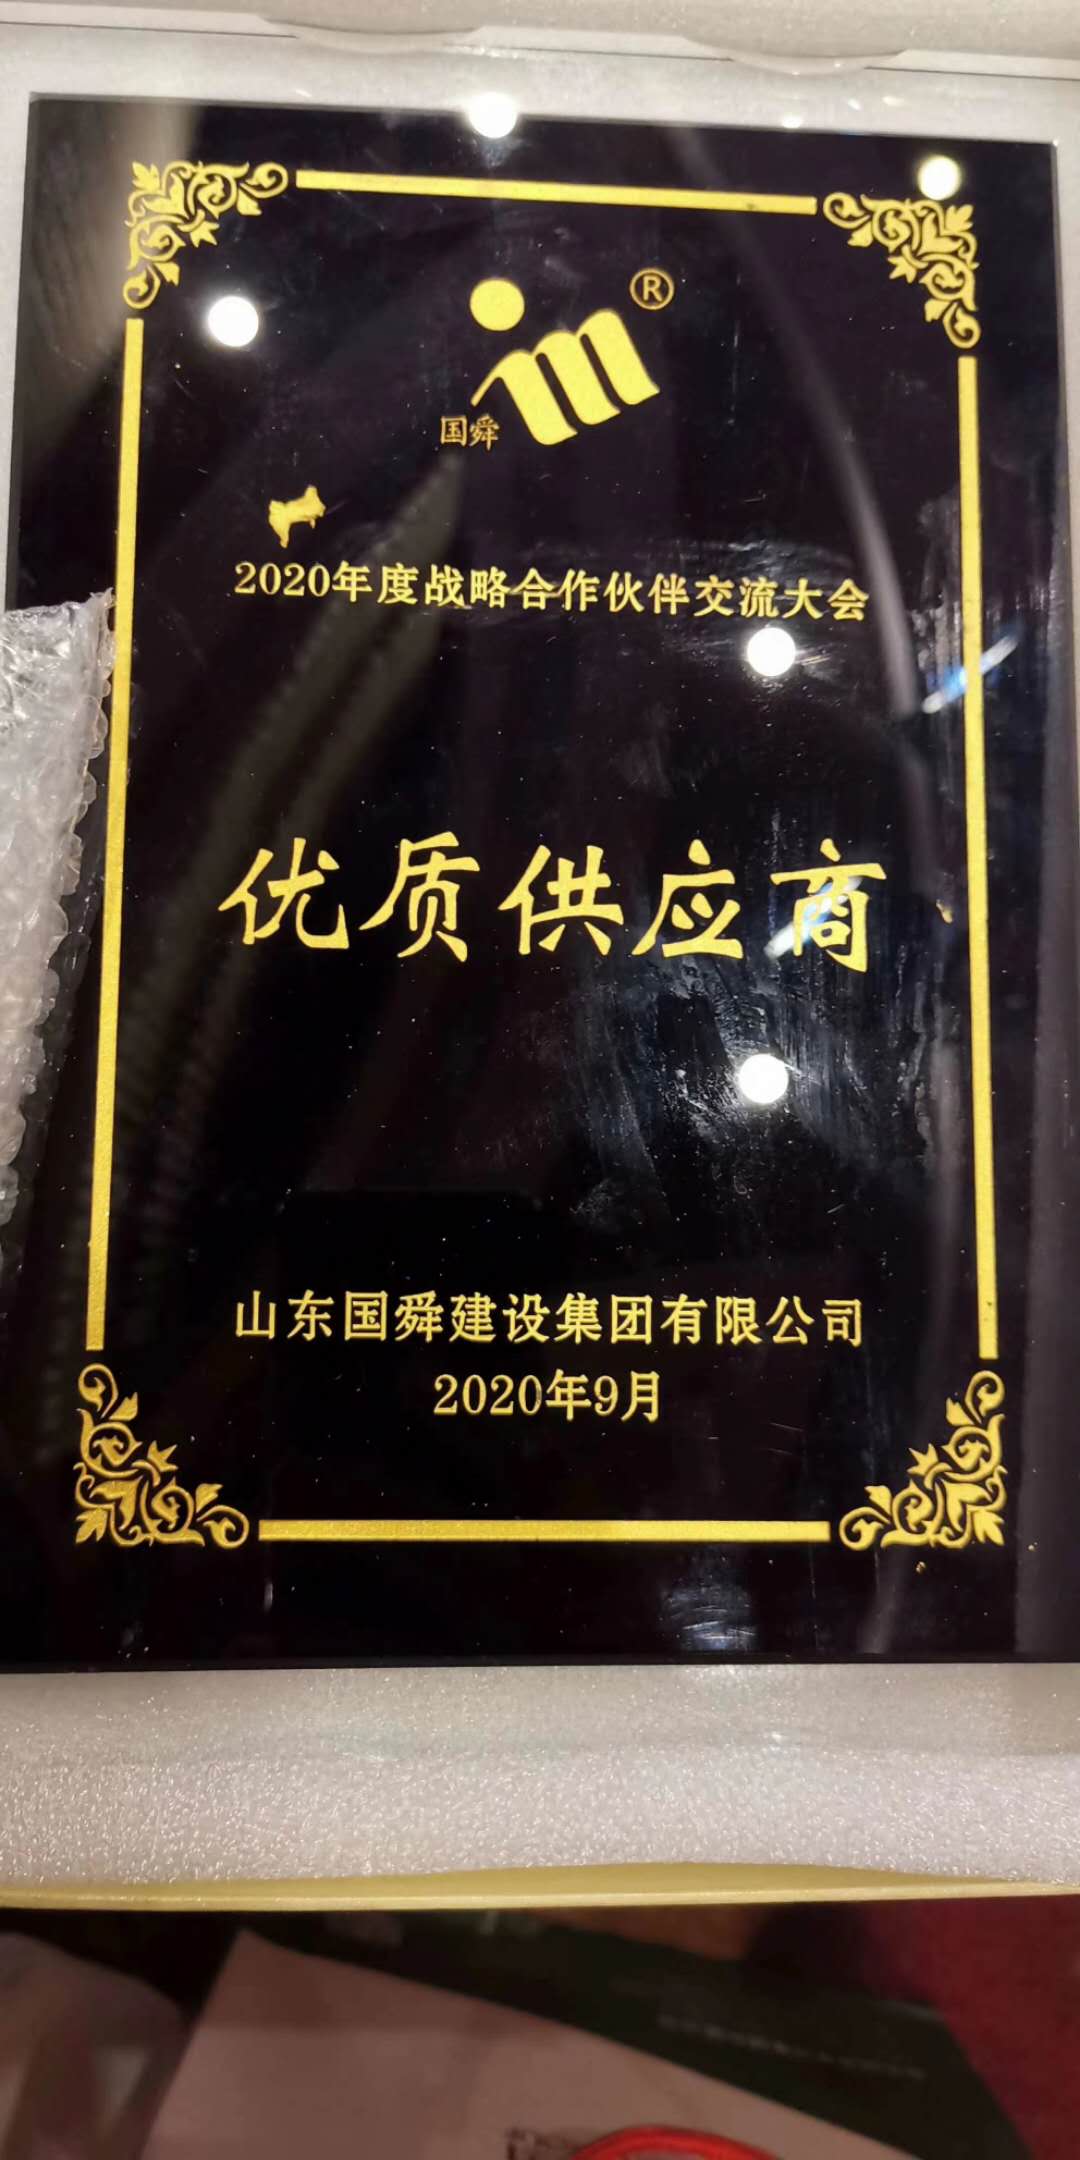 ®
国舜
2020年度战略合作伙伴交流大会
优质供应商
山东国舜建设集团有限公司
2020年9月